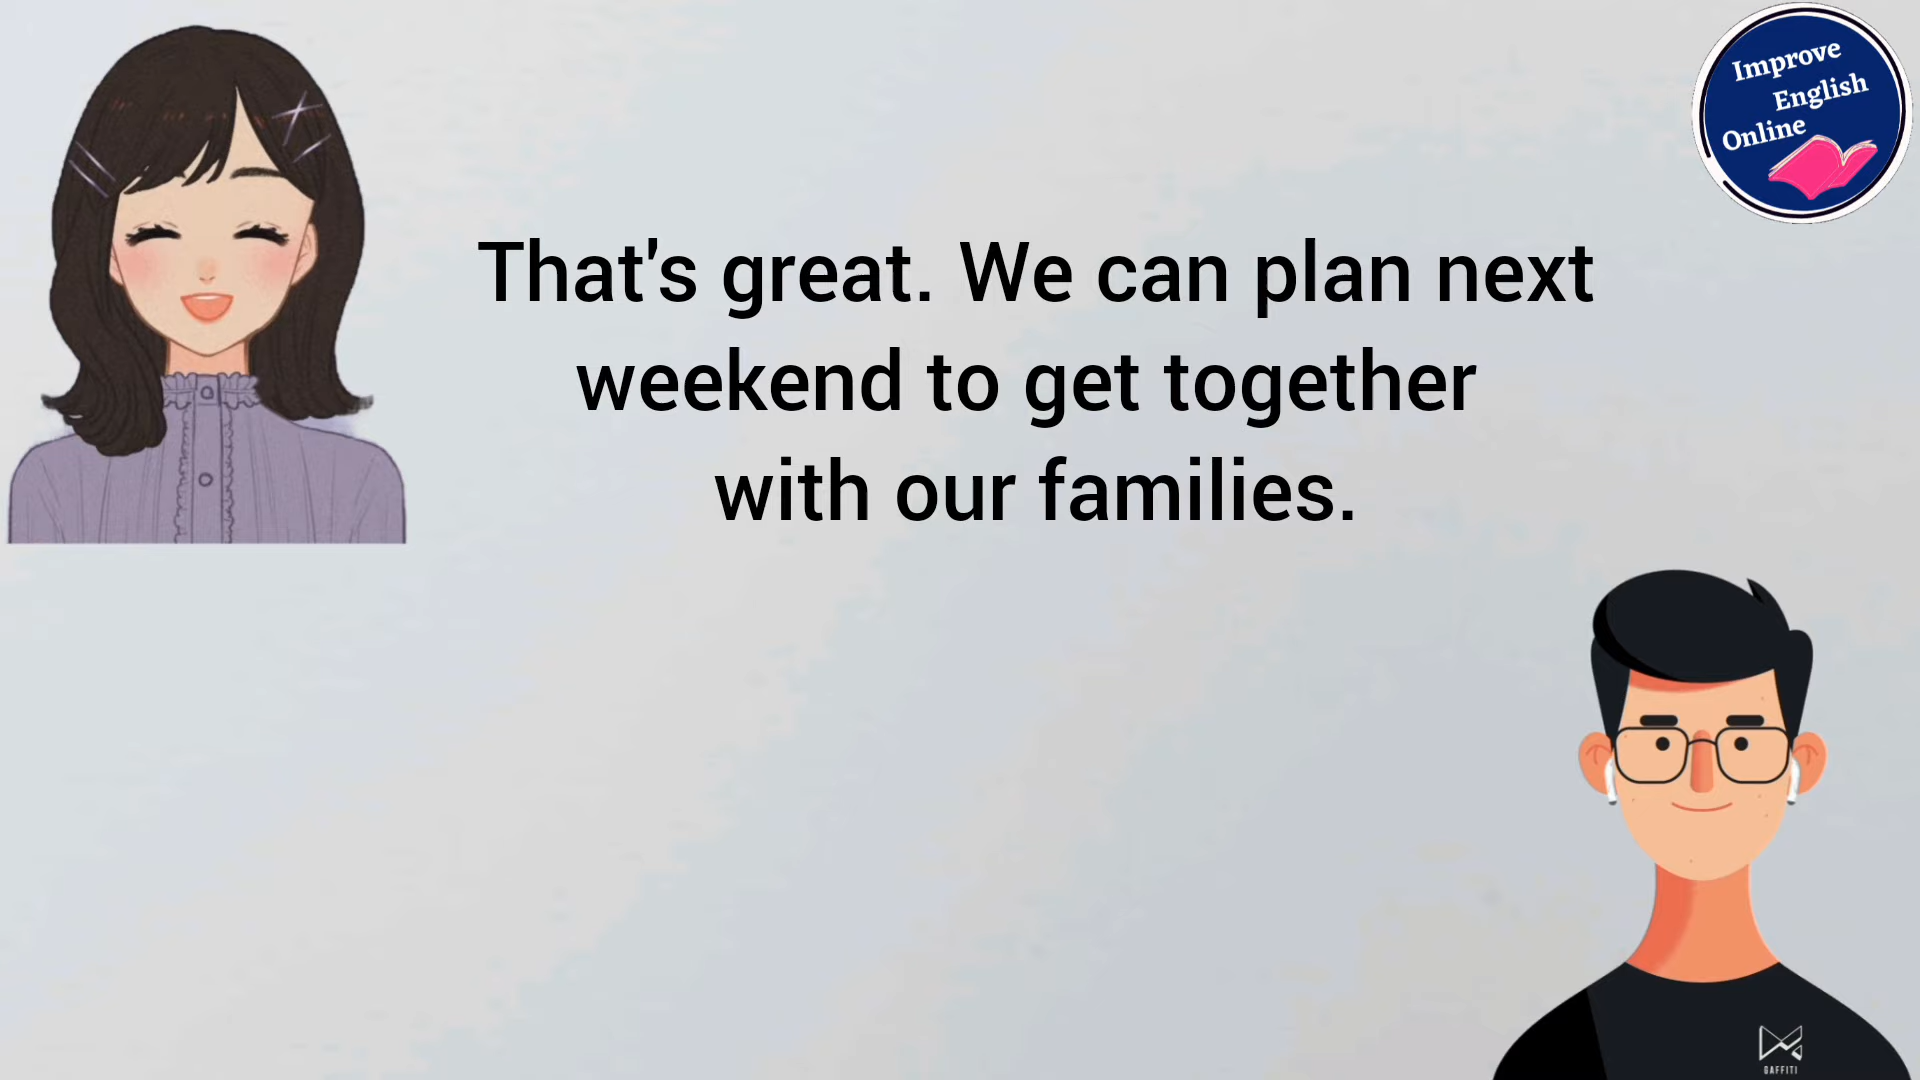 Improve
English
Online
That's great. We can plan next
weekend to get together
with our families.
GAFFITI